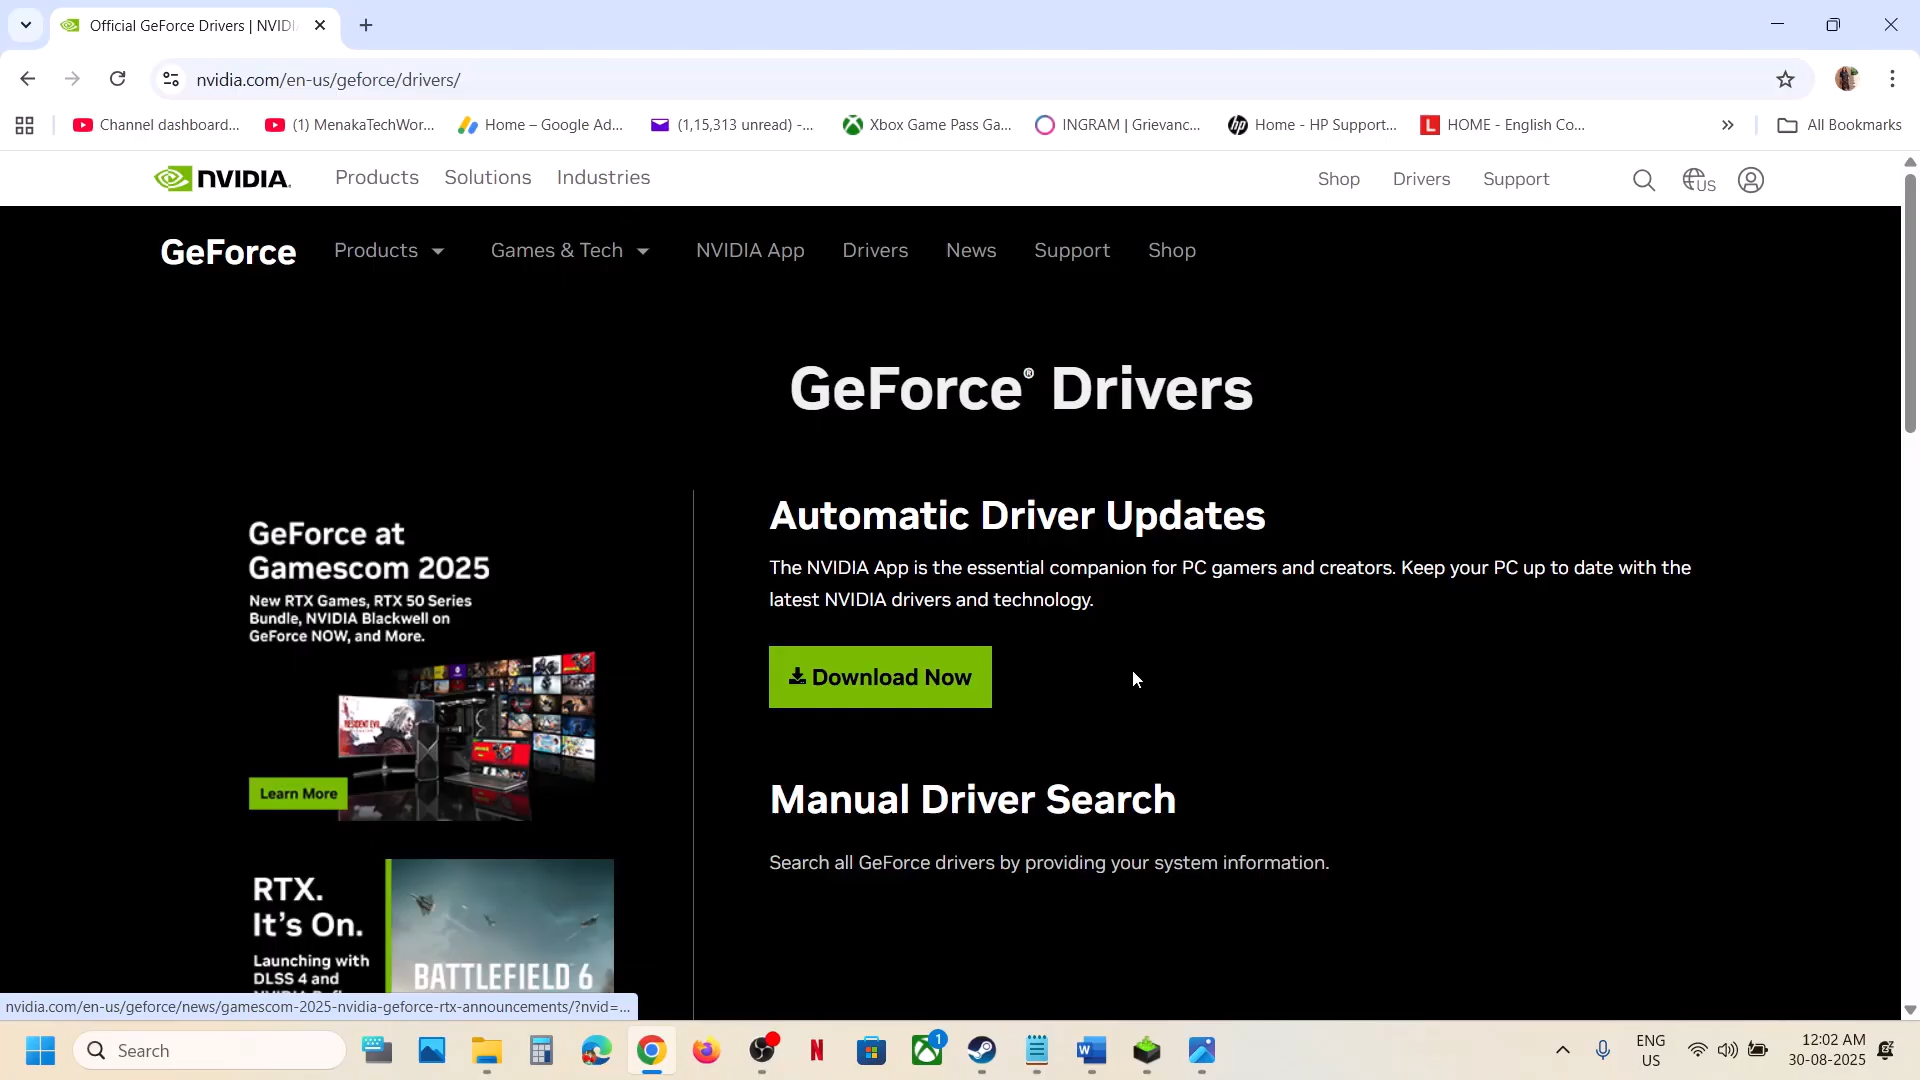 Official GeForce Drivers | NVIDI
nvidia.com/en-us/geforce/drivers/
Channel dashboard...
(1) MenakaTechWor...
Home – Google Ad...
(1,15,313 unread) -...
Xbox Game Pass Ga...
INGRAM | Grievanc...
Home - HP Support...
HOME - English Co...
All Bookmarks
NVIDIA.
Products
Solutions
Industries
Shop
Drivers
Support
US
GeForce
Products
Games & Tech
NVIDIA App
Drivers
News
Support
Shop
GeForce® Drivers
GeForce at
Gamescom 2025
New RTX Games, RTX 50 Series
Bundle, NVIDIA Blackwell on
GeForce NOW, and More.
RESIDENT EVIL
Learn More
RTX.
It's On.
Launching with
DLSS 4 and
BATTLEFIELD 6
Automatic Driver Updates
The NVIDIA App is the essential companion for PC gamers and creators. Keep your PC up to date with the
latest NVIDIA drivers and technology.
Download Now
Manual Driver Search
Search all GeForce drivers by providing your system information.
nvidia.com/en-us/geforce/news/gamescom-2025-nvidia-geforce-rtx-announcements/?nvid=...
Search
1
ENG
US
12:02 AM
30-08-2025